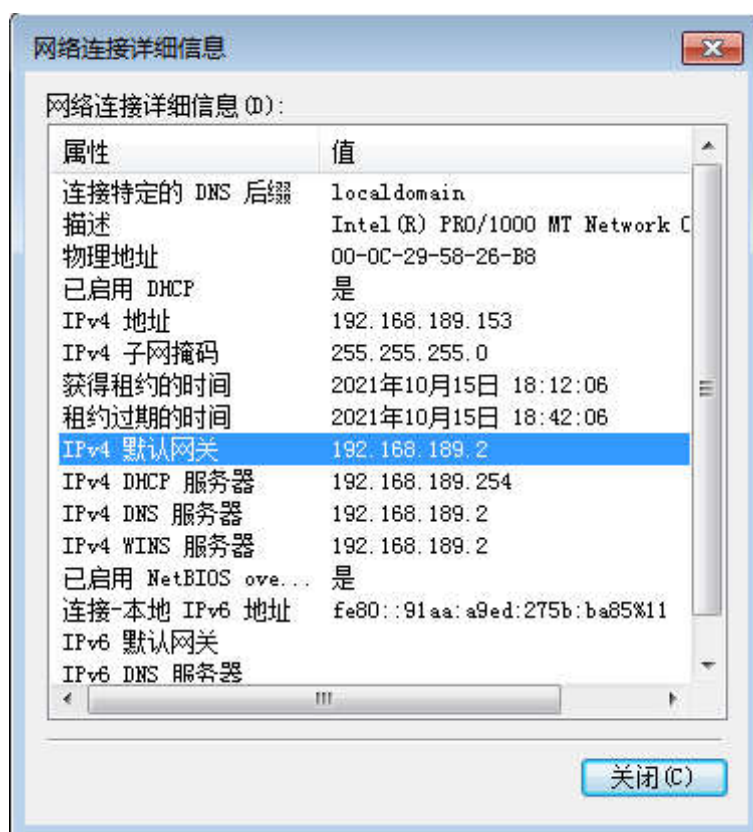 网络连接详细信息
网络连接详细信息(D):
属性 值
连接特定的 DNS 后缀 localdomain
描述 Intel(R) PRO/1000 MT Network C
物理地址 00-0C-29-58-26-B8
已启用 DHCP 是
IPv4 地址 192.168.189.153
IPv4 子网掩码 255.255.255.0
获得租约的时间 2021年10月15日 18:12:06
租约过期的时间 2021年10月15日 18:42:06
IPv4 默认网关 192.168.189.2
IPv4 DHCP 服务器 192.168.189.254
IPv4 DNS 服务器 192.168.189.2
IPv4 WINS 服务器 192.168.189.2
已启用 NetBIOS ove... 是
连接-本地 IPv6 地址 fe80::91aa:a9ed:275b:ba85%11
IPv6 默认网关
IPv6 DNS 服务器
关闭(C)